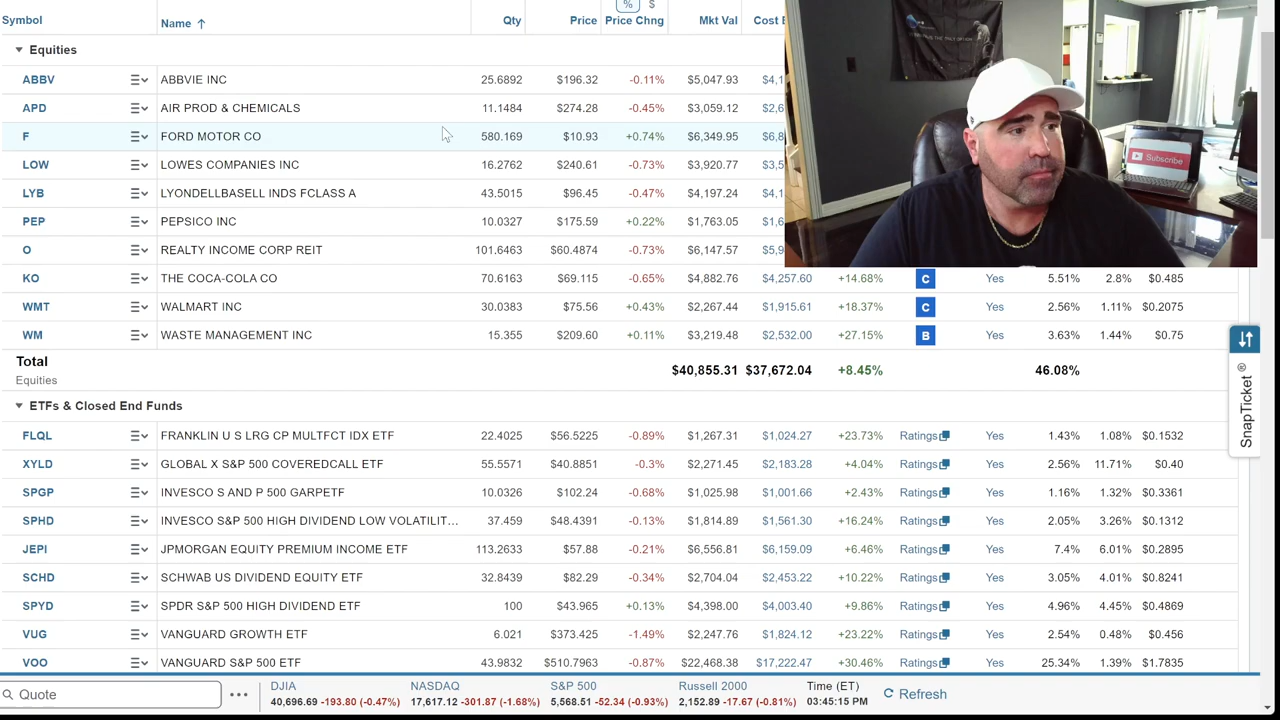 % $
Symbol Name ↑ Qty Price Price Chng Mkt Val Cost
Equities
ABBV ABBVIE INC 25.6892 $196.32 -0.11% $5,047.93 $4,1
APD AIR PROD & CHEMICALS 11.1484 $274.28 -0.45% $3,059.12 $2,6
F FORD MOTOR CO 580.169 $10.93 +0.74% $6,349.95 $6,8
LOW LOWES COMPANIES INC 16.2762 $240.61 -0.73% $3,920.77 $3,5
LYB LYONDELLBASELL INDS FCLASS A 43.5015 $96.45 -0.47% $4,197.24 $4,1
PEP PEPSICO INC 10.0327 $175.59 +0.22% $1,763.05 $1,6
O REALTY INCOME CORP REIT 101.6463 $60.4874 -0.73% $6,147.57 $5,9
KO THE COCA-COLA CO 70.6163 $69.115 -0.65% $4,882.76 $4,257.60 +14.68% C Yes 5.51% 2.8% $0.485
WMT WALMART INC 30.0383 $75.56 +0.43% $2,267.44 $1,915.61 +18.37% C Yes 2.56% 1.11% $0.2075
WM WASTE MANAGEMENT INC 15.355 $209.60 +0.11% $3,219.48 $2,532.00 +27.15% B Yes 3.63% 1.44% $0.75
Total
Equities
$40,855.31 $37,672.04 +8.45% 46.08%
ETFs & Closed End Funds
FLQL FRANKLIN U S LRG CP MULTFCT IDX ETF 22.4025 $56.5225 -0.89% $1,267.31 $1,024.27 +23.73% Ratings Yes 1.43% 1.08% $0.1532
XYLD GLOBAL X S&P 500 COVEREDCALL ETF 55.5571 $40.8851 -0.3% $2,271.45 $2,183.28 +4.04% Ratings Yes 2.56% 11.71% $0.40
SPGP INVESCO S AND P 500 GARPETF 10.0326 $102.24 -0.68% $1,025.98 $1,001.66 +2.43% Ratings Yes 1.16% 1.32% $0.3361
SPHD INVESCO S&P 500 HIGH DIVIDEND LOW VOLATILIT... 37.459 $48.4391 -0.13% $1,814.89 $1,561.30 +16.24% Ratings Yes 2.05% 3.26% $0.1312
JEPI JPMORGAN EQUITY PREMIUM INCOME ETF 113.2633 $57.88 -0.21% $6,556.81 $6,159.09 +6.46% Ratings Yes 7.4% 6.01% $0.2895
SCHD SCHWAB US DIVIDEND EQUITY ETF 32.8439 $82.29 -0.34% $2,704.04 $2,453.22 +10.22% Ratings Yes 3.05% 4.01% $0.8241
SPYD SPDR S&P 500 HIGH DIVIDEND ETF 100 $43.965 +0.13% $4,398.00 $4,003.40 +9.86% Ratings Yes 4.96% 4.45% $0.4869
VUG VANGUARD GROWTH ETF 6.021 $373.425 -1.49% $2,247.76 $1,824.12 +23.22% Ratings Yes 2.54% 0.48% $0.456
VOO VANGUARD S&P 500 ETF 43.9832 $510.7963 -0.87% $22,468.38 $17,222.47 +30.46% Ratings Yes 25.34% 1.39% $1.7835
Subscribe
SnapTicket®
Quote
DJIA NASDAQ S&P 500 Russell 2000 Time (ET)
40,696.69 -193.80 (-0.47%) 17,617.12 -301.87 (-1.68%) 5,568.51 -52.34 (-0.93%) 2,152.89 -17.67 (-0.81%) 03:45:15 PM
Refresh